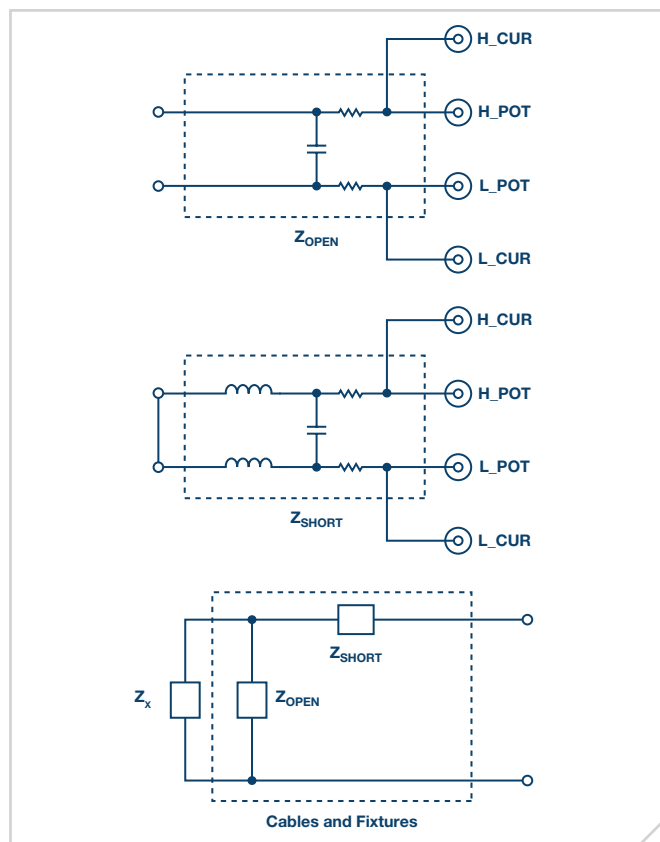 H_CUR
H_POT
L_POT
Z_OPEN
L_CUR
H_CUR
H_POT
L_POT
Z_SHORT
L_CUR
Z_SHORT
Z_x
Z_OPEN
Cables and Fixtures